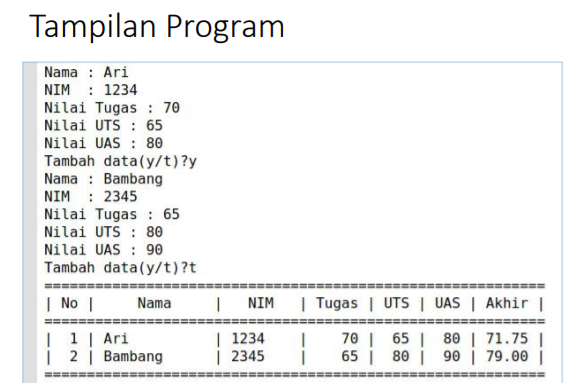 Tampilan Program
Nama : Ari
NIM  : 1234
Nilai Tugas : 70
Nilai UTS : 65
Nilai UAS : 80
Tambah data(y/t)?y
Nama : Bambang
NIM  : 2345
Nilai Tugas : 65
Nilai UTS : 80
Nilai UAS : 90
Tambah data(y/t)?t
===========================================================
| No |     Nama     |   NIM   | Tugas | UTS | UAS | Akhir |
===========================================================
|  1 | Ari          | 1234    |    70 |  65 |  80 | 71.75 |
|  2 | Bambang      | 2345    |    65 |  80 |  90 | 79.00 |
===========================================================